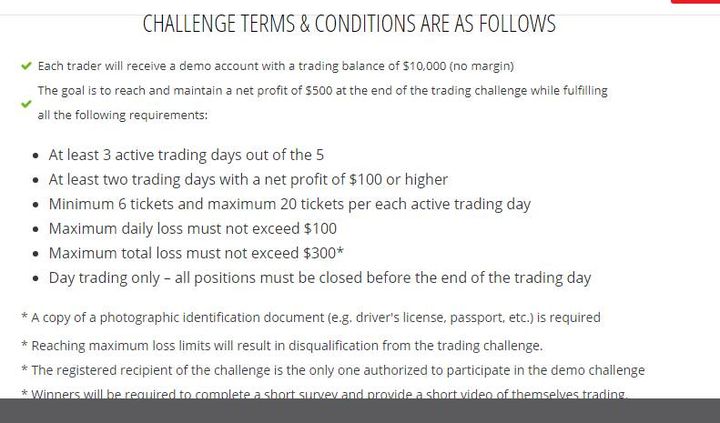 CHALLENGE TERMS & CONDITIONS ARE AS FOLLOWS
Each trader will receive a demo account with a trading balance of $10,000 (no margin)
The goal is to reach and maintain a net profit of $500 at the end of the trading challenge while fulfilling
all the following requirements:
• At least 3 active trading days out of the 5
• At least two trading days with a net profit of $100 or higher
• Minimum 6 tickets and maximum 20 tickets per each active trading day
• Maximum daily loss must not exceed $100
• Maximum total loss must not exceed $300*
• Day trading only – all positions must be closed before the end of the trading day
* A copy of a photographic identification document (e.g. driver's license, passport, etc.) is required
* Reaching maximum loss limits will result in disqualification from the trading challenge.
* The registered recipient of the challenge is the only one authorized to participate in the demo challenge
* Winners will be required to complete a short survey and provide a short video of themselves trading.